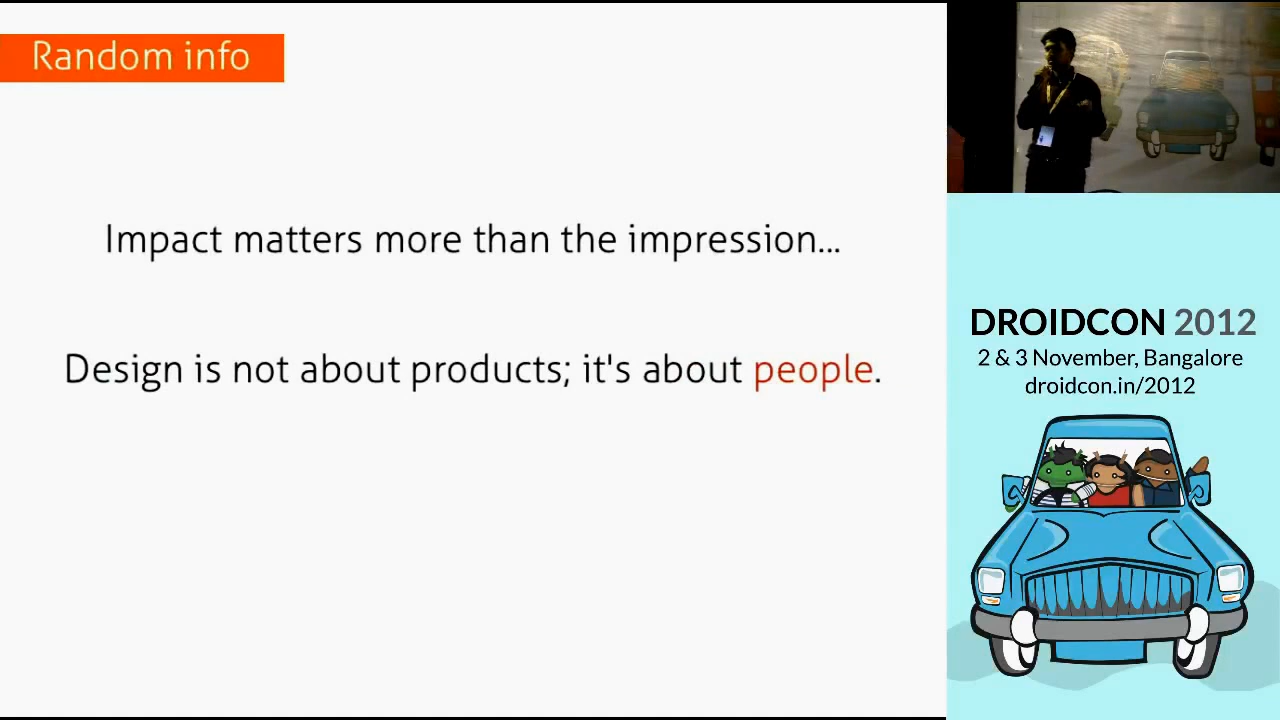 Random info
Impact matters more than the impression...
Design is not about products; it's about people.
DROIDCON 2012
2 & 3 November, Bangalore
droidcon.in/2012